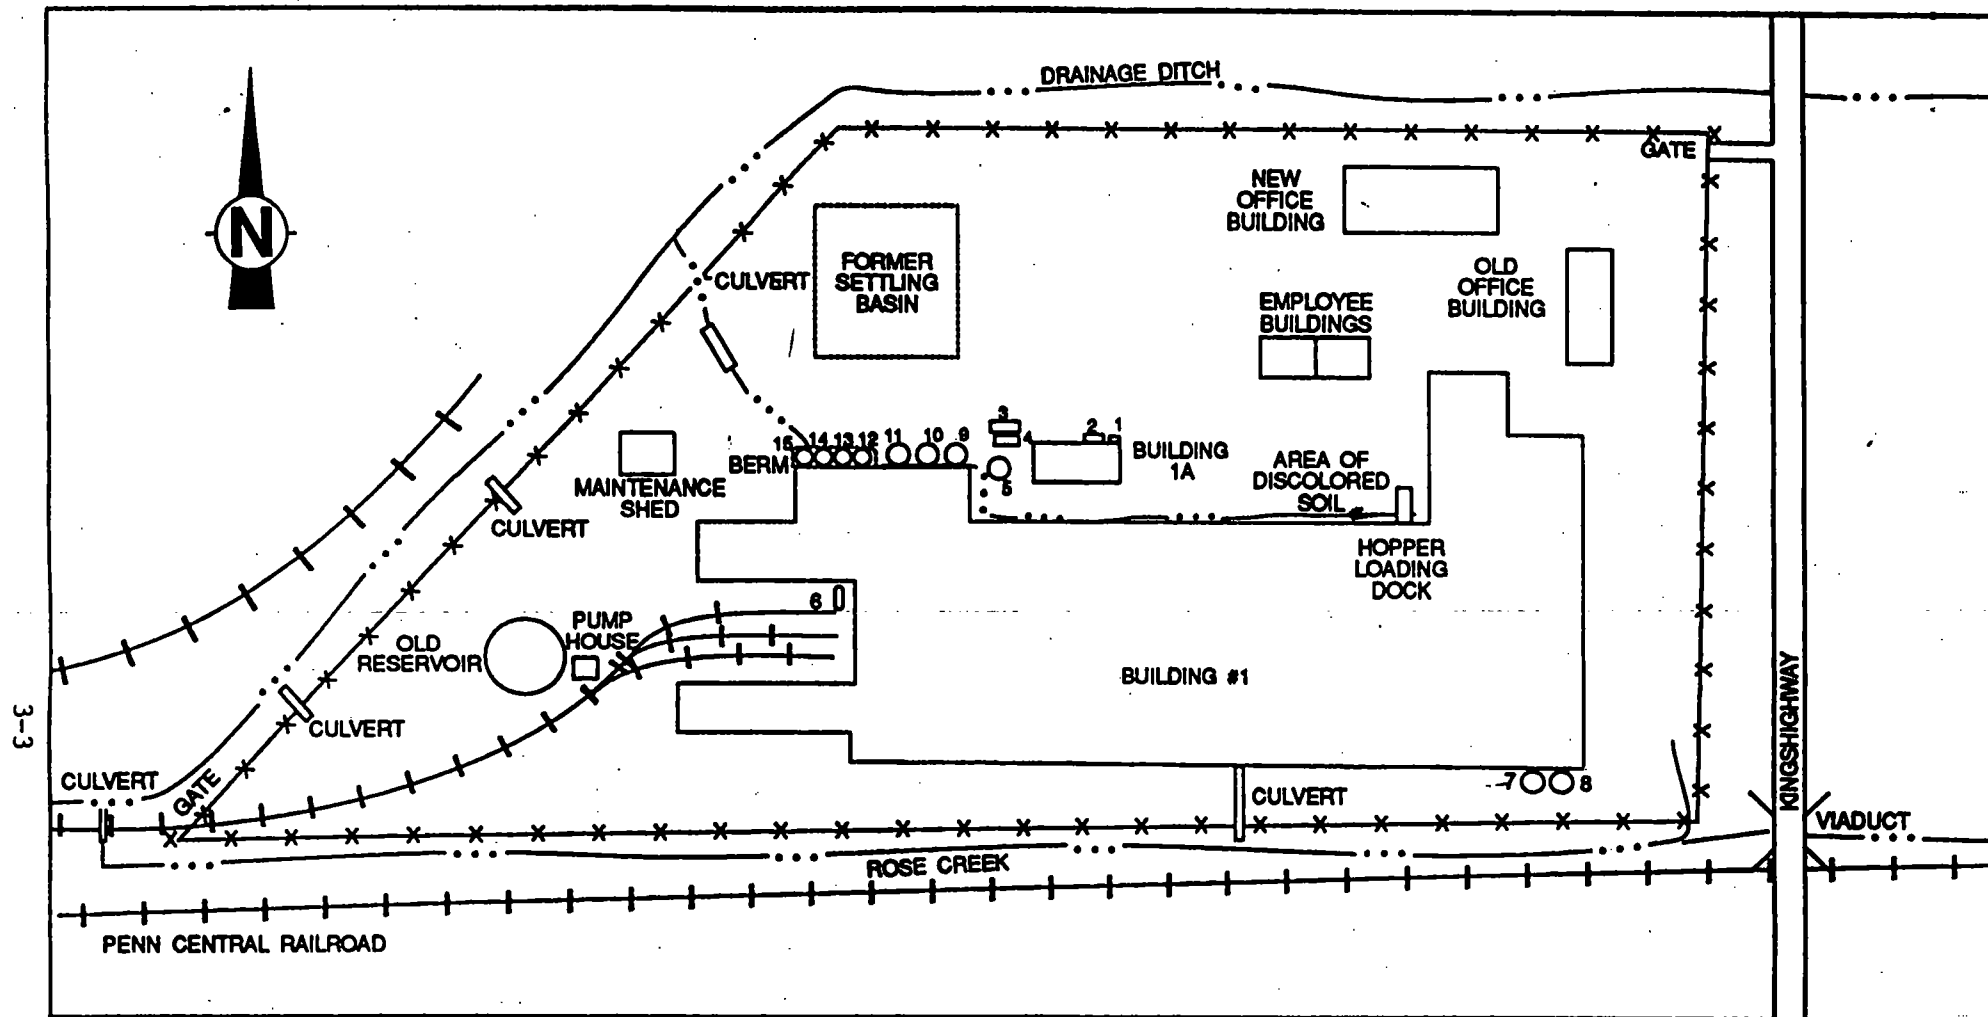 DRAINAGE DITCH
GATE
NEW
OFFICE
BUILDING
N
CULVERT
FORMER
SETTLING
BASIN
OLD
OFFICE
BUILDING
EMPLOYEE
BUILDINGS
3
4
2
1
15 14 13 12 11 10 9
BERM
5
BUILDING
1A
AREA OF
DISCOLORED
SOIL
MAINTENANCE
SHED
CULVERT
HOPPER
LOADING
DOCK
6
PUMP
HOUSE
OLD
RESERVOIR
BUILDING #1
KINGSHIGHWAY
3-3
CULVERT
CULVERT
GATE
CULVERT
7
8
VIADUCT
ROSE CREEK
PENN CENTRAL RAILROAD